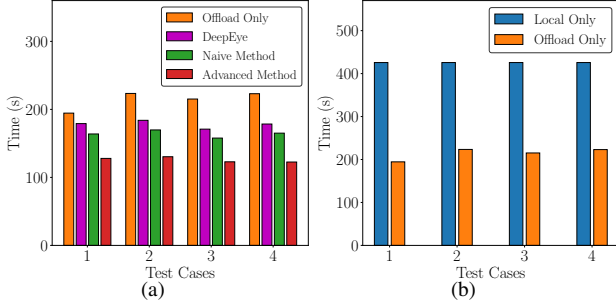 Offload Only
DeepEye
Naive Method
Advanced Method
Time (s)
300
200
100
0
1 2 3 4
Test Cases
(a)
Local Only
Offload Only
Time (s)
500
400
300
200
100
0
1 2 3 4
Test Cases
(b)